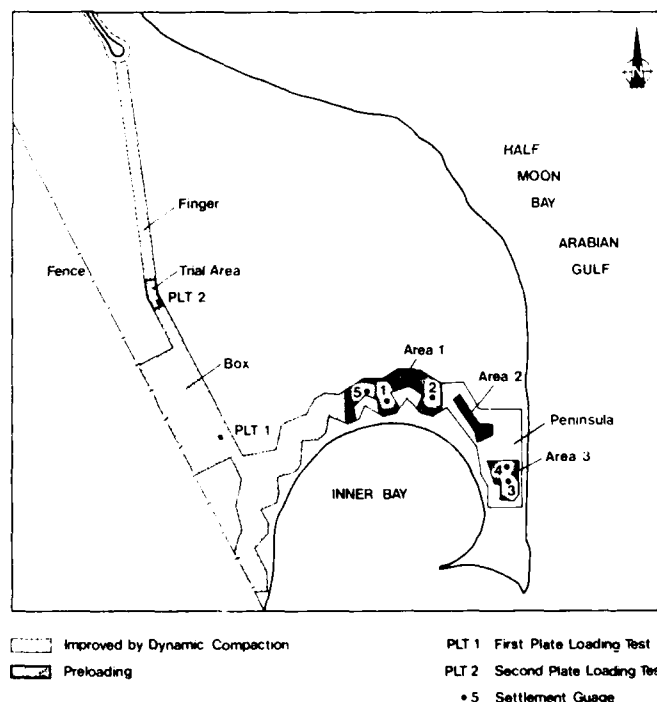 N
HALF
MOON
BAY
ARABIAN
GULF
Finger
Fence
Trial Area
PLT 2
Box
Area 1
5
1
2
Area 2
PLT 1
Peninsula
4
Area 3
3
INNER BAY
Improved by Dynamic Compaction
Preloading
PLT 1 First Plate Loading Test
PLT 2 Second Plate Loading Tes
• 5 Settlement Guage